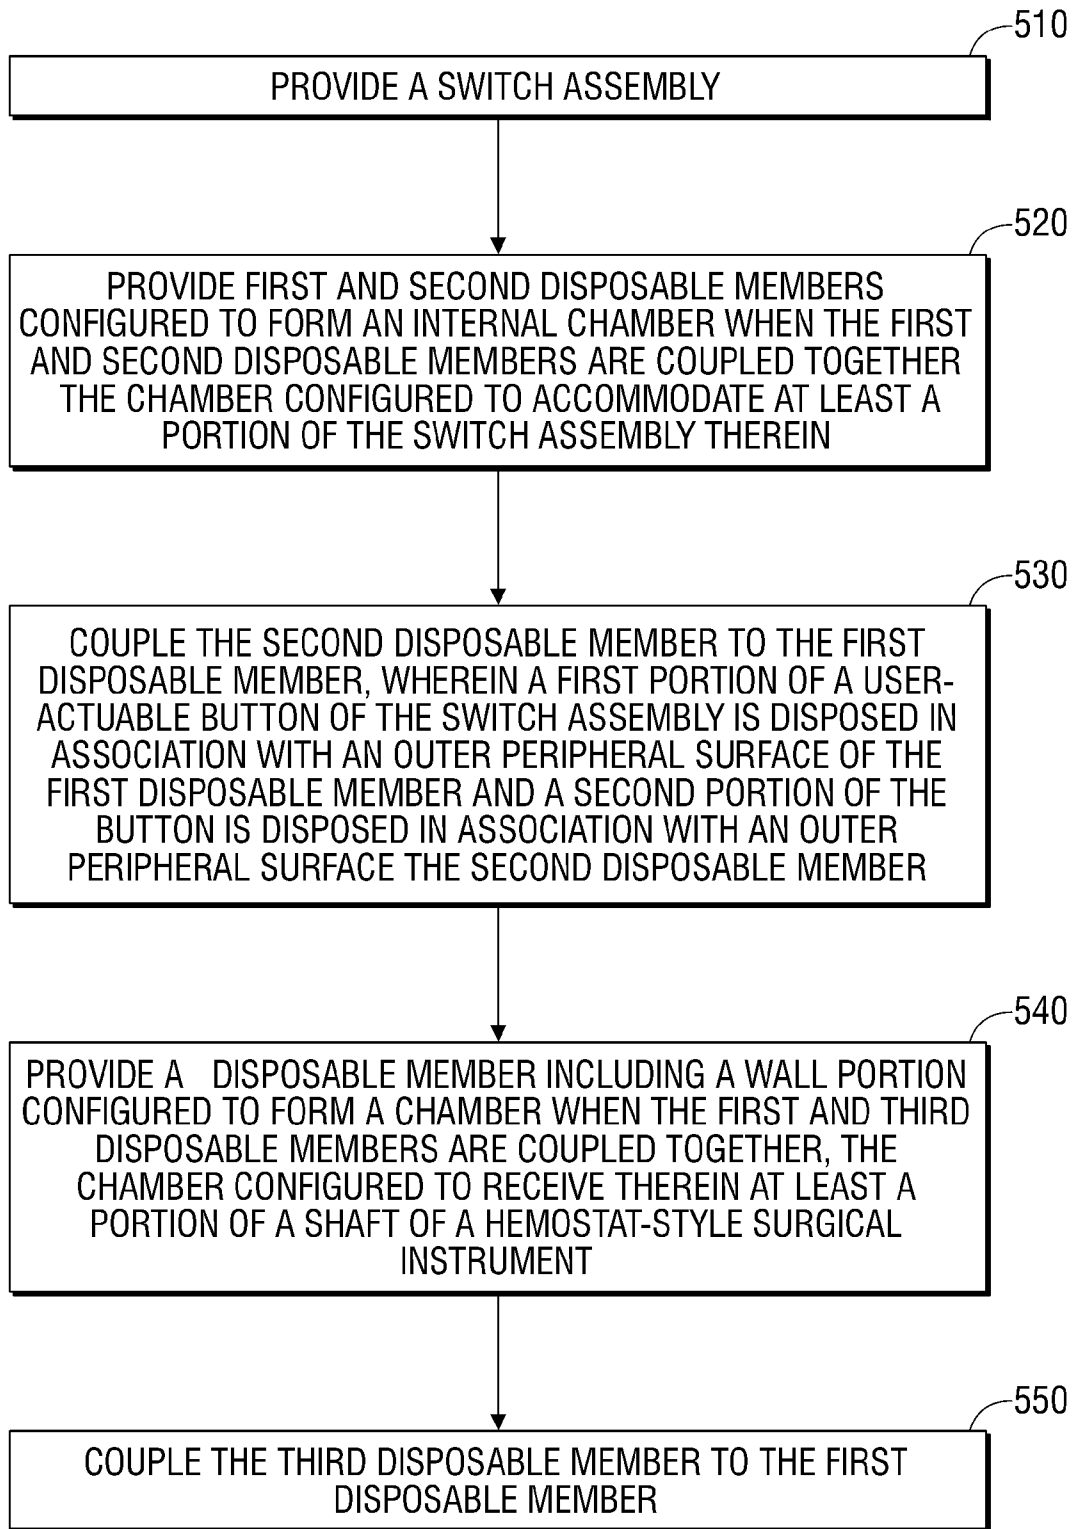 510
PROVIDE A SWITCH ASSEMBLY
520
PROVIDE FIRST AND SECOND DISPOSABLE MEMBERS
CONFIGURED TO FORM AN INTERNAL CHAMBER WHEN THE FIRST
AND SECOND DISPOSABLE MEMBERS ARE COUPLED TOGETHER
THE CHAMBER CONFIGURED TO ACCOMMODATE AT LEAST A
PORTION OF THE SWITCH ASSEMBLY THEREIN
530
COUPLE THE SECOND DISPOSABLE MEMBER TO THE FIRST
DISPOSABLE MEMBER, WHEREIN A FIRST PORTION OF A USER-
ACTUABLE BUTTON OF THE SWITCH ASSEMBLY IS DISPOSED IN
ASSOCIATION WITH AN OUTER PERIPHERAL SURFACE OF THE
FIRST DISPOSABLE MEMBER AND A SECOND PORTION OF THE
BUTTON IS DISPOSED IN ASSOCIATION WITH AN OUTER
PERIPHERAL SURFACE THE SECOND DISPOSABLE MEMBER
540
PROVIDE A DISPOSABLE MEMBER INCLUDING A WALL PORTION
CONFIGURED TO FORM A CHAMBER WHEN THE FIRST AND THIRD
DISPOSABLE MEMBERS ARE COUPLED TOGETHER, THE
CHAMBER CONFIGURED TO RECEIVE THEREIN AT LEAST A
PORTION OF A SHAFT OF A HEMOSTAT-STYLE SURGICAL
INSTRUMENT
550
COUPLE THE THIRD DISPOSABLE MEMBER TO THE FIRST
DISPOSABLE MEMBER